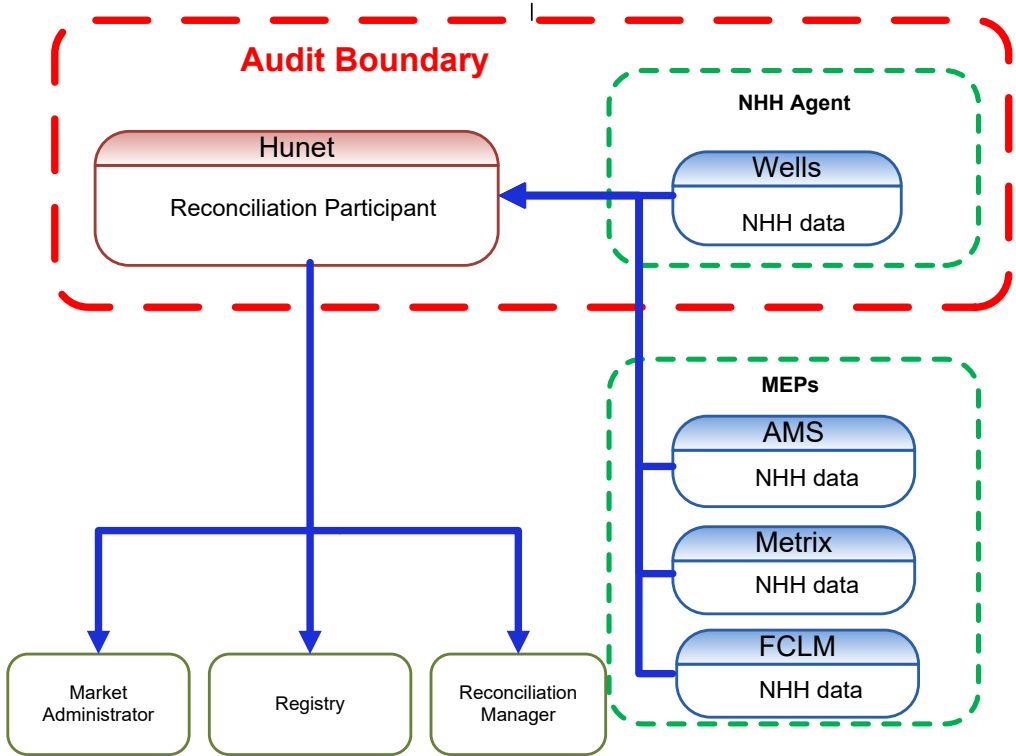 Audit Boundary
NHH Agent
Hunet
Reconciliation Participant
Wells
NHH data
MEPs
AMS
NHH data
Metrix
NHH data
FCLM
NHH data
Market
Administrator
Registry
Reconciliation
Manager